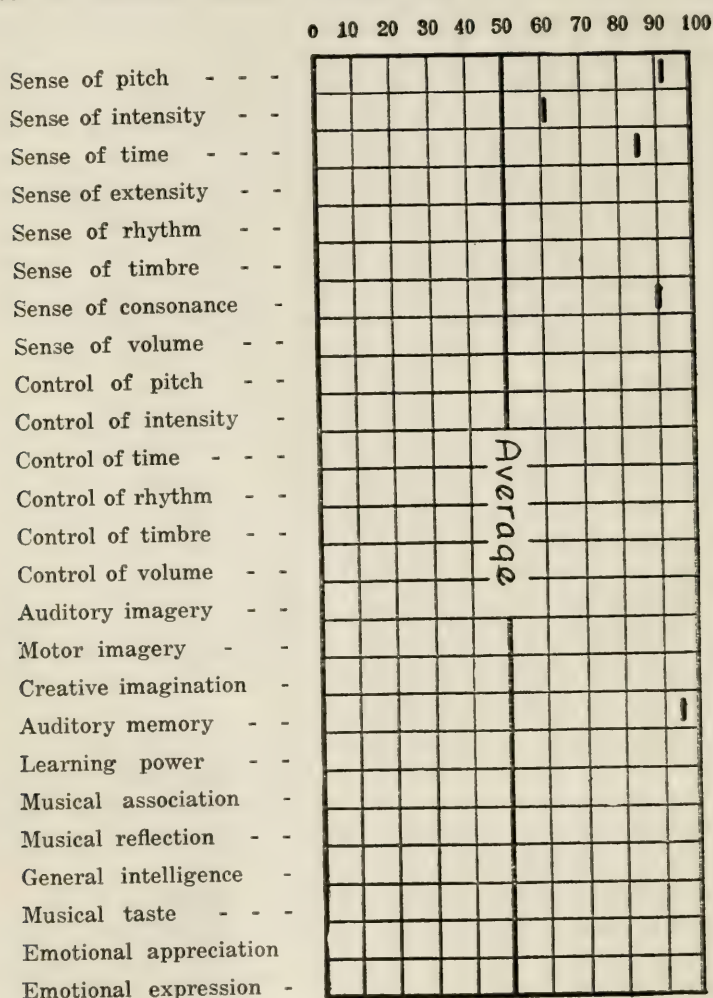 0 10 20 30 40 50 60 70 80 90 100
Sense of pitch - - -
Sense of intensity - -
Sense of time - - -
Sense of extensity - -
Sense of rhythm - -
Sense of timbre - -
Sense of consonance -
Sense of volume - -
Control of pitch - -
Control of intensity -
Control of time - - -
Control of rhythm - -
Control of timbre - -
Control of volume - -
Auditory imagery - -
Motor imagery - -
Creative imagination -
Auditory memory - -
Learning power - -
Musical association -
Musical reflection - -
General intelligence -
Musical taste - - -
Emotional appreciation
Emotional expression -
Average